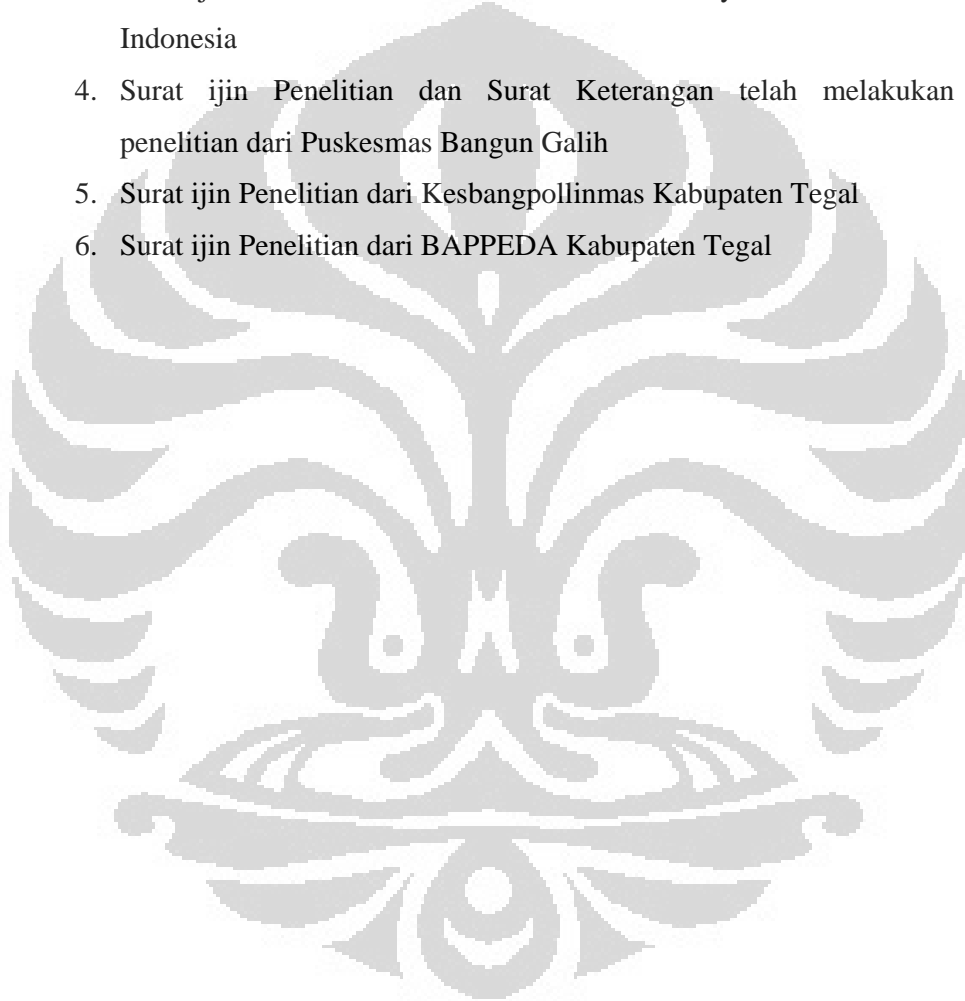 Indonesia
4. Surat ijin Penelitian dan Surat Keterangan telah melakukan
penelitian dari Puskesmas Bangun Galih
5. Surat ijin Penelitian dari Kesbangpollinmas Kabupaten Tegal
6. Surat ijin Penelitian dari BAPPEDA Kabupaten Tegal